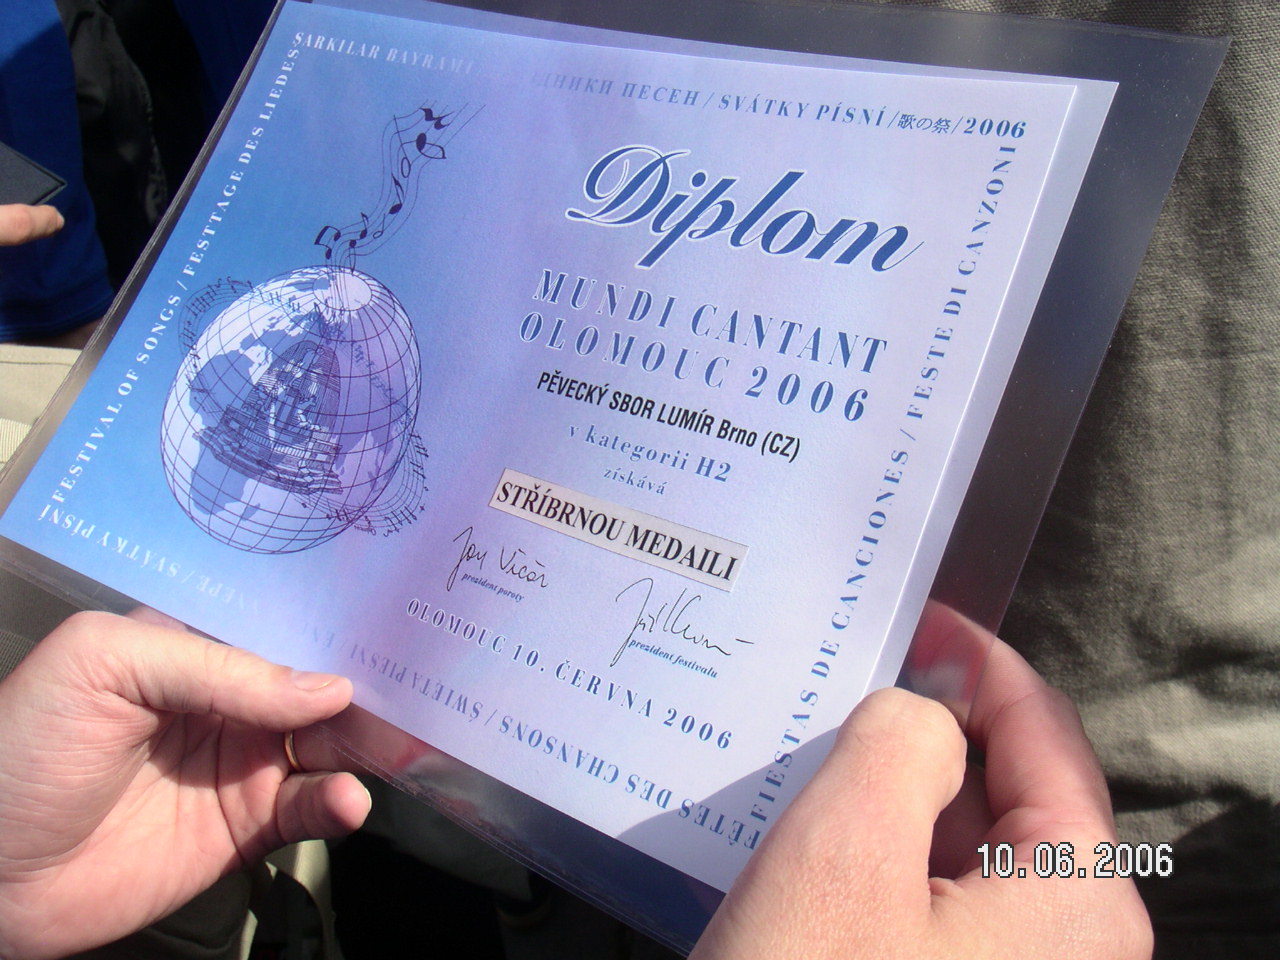 ŞARKILAR BAYRAMI
ПЕСЕН / SVÁTKY PÍSNÍ / 歌の祭 / 2006
FESTIVAL OF SONGS / FESTTAGE DES LIEDES
Diplom
MUNDI CANTANT
OLOMOUC 2006
PĚVECKÝ SBOR LUMÍR Brno (CZ)
v kategorii H2
získává
STŘÍBRNOU MEDAILI
prezident poroty
prezident festivalu
OLOMOUC 10. ČERVNA 2006
FIESTAS DE CANCIONES / FESTE DI CANZONI
FÊTES DES CHANSONS / ŚWIĘTA PIEŚNI /
/ SVÁTKY PÍSNÍ
10.06.2006